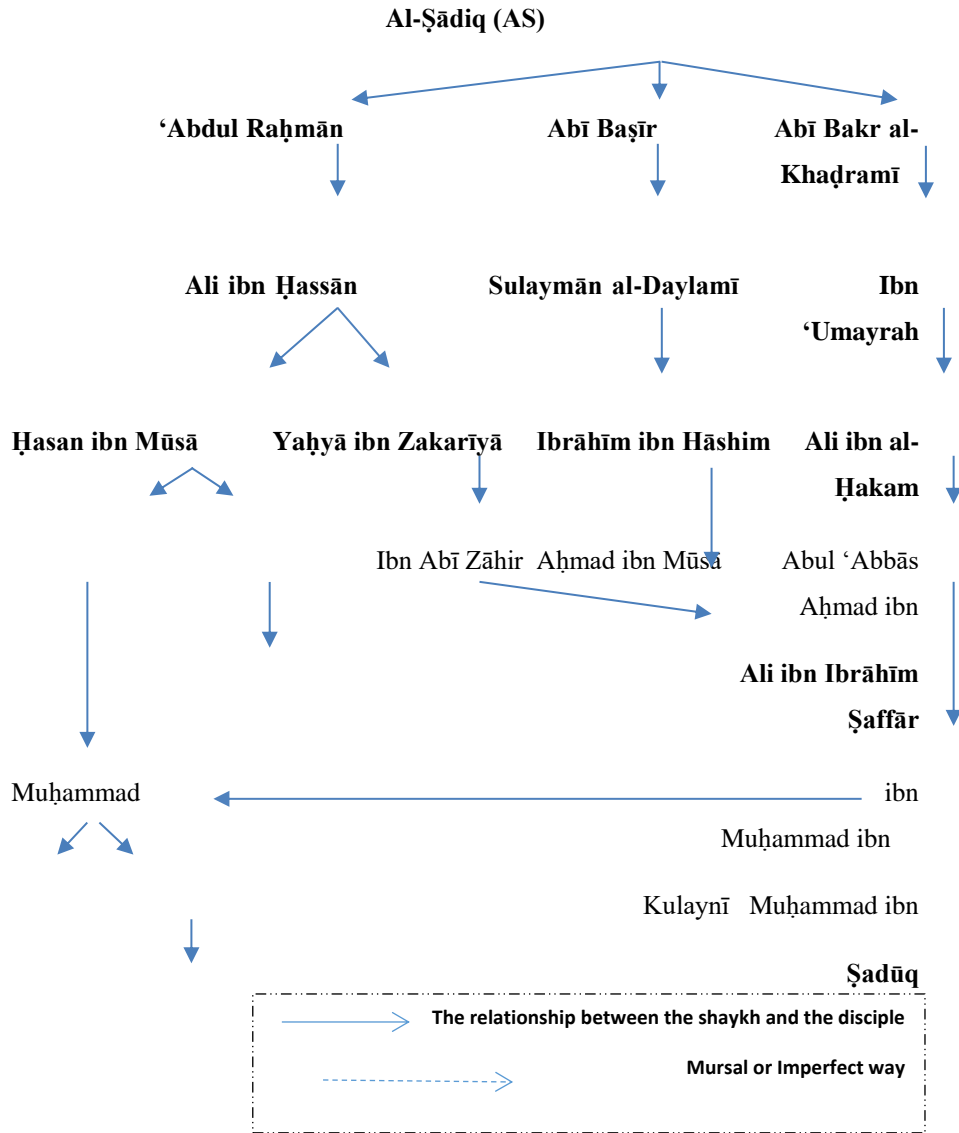 Al-Ṣādiq (AS)
‘Abdul Raḥmān Abī Baṣīr Abī Bakr al-
Khaḍramī
Ali ibn Ḥassān Sulaymān al-Daylamī Ibn
‘Umayrah
Ḥasan ibn Mūsā Yaḥyā ibn Zakarīyā Ibrāhīm ibn Hāshim Ali ibn al-
Ḥakam
Ibn Abī Zāhir Aḥmad ibn Mūsā Abul ‘Abbās
Aḥmad ibn
Ali ibn Ibrāhīm
Ṣaffār
Muḥammad ibn
Muḥammad ibn
Kulaynī Muḥammad ibn
Ṣadūq
The relationship between the shaykh and the disciple
Mursal or Imperfect way